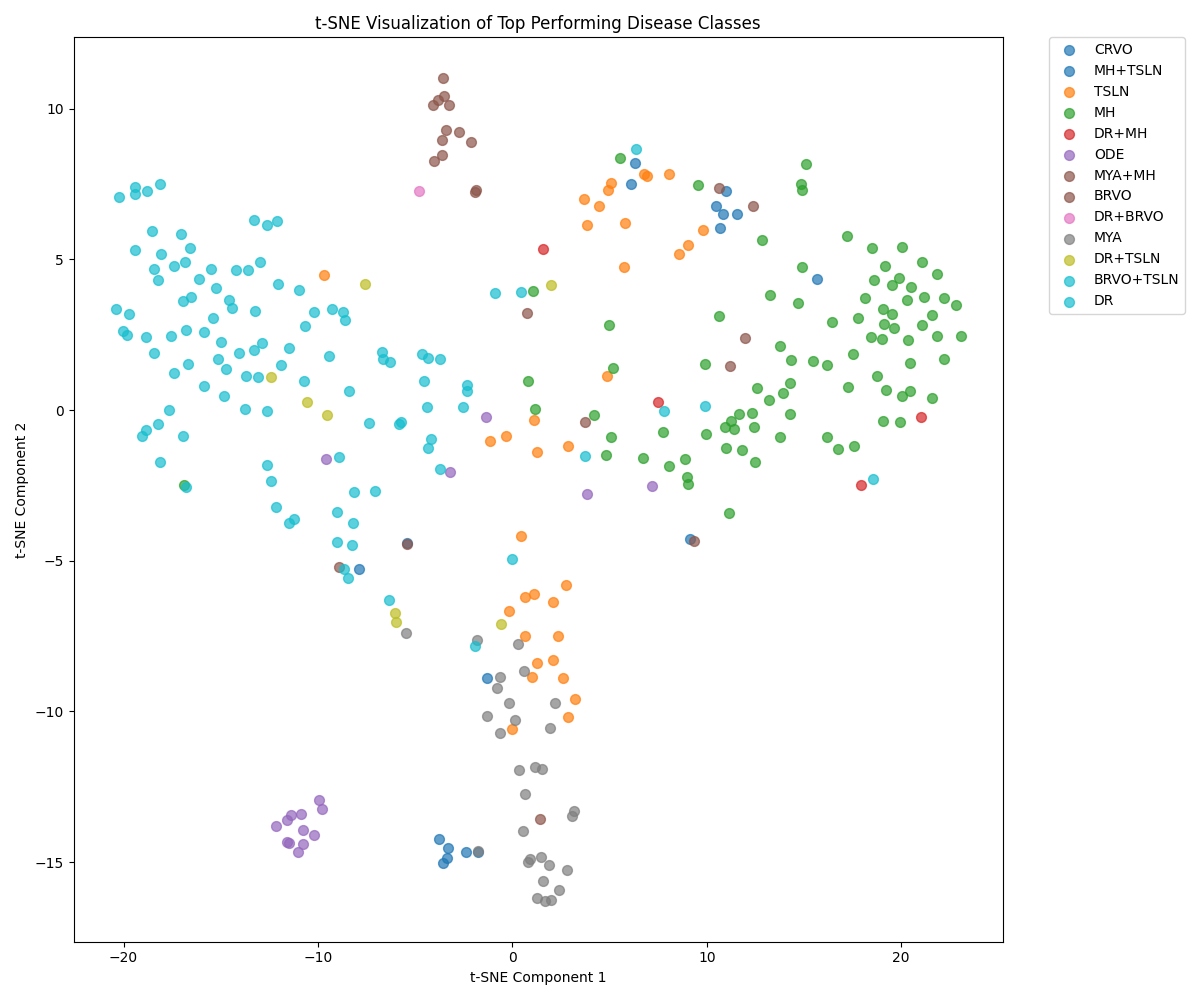 t-SNE Visualization of Top Performing Disease Classes
CRVO
MH+TSLN
TSLN
MH
DR+MH
ODE
MYA+MH
BRVO
DR+BRVO
MYA
DR+TSLN
BRVO+TSLN
DR
10
5
0
−5
−10
−15
t-SNE Component 2
−20
−10
0
10
20
t-SNE Component 1